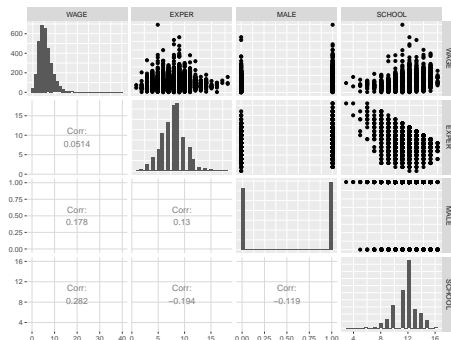 WAGE EXPER MALE SCHOOL
600
400
200
0
WAGE
15
10
5
0
Corr:
0.0514
EXPER
1.00
0.75
0.50
0.25
0.00
Corr:
0.178
Corr:
0.13
MALE
16
12
8
4
Corr:
0.282
Corr:
−0.194
Corr:
−0.119
SCHOOL
0 10 20 30 40 0 5 10 15 0.00 0.25 0.50 0.75 1.00 4 8 12 16